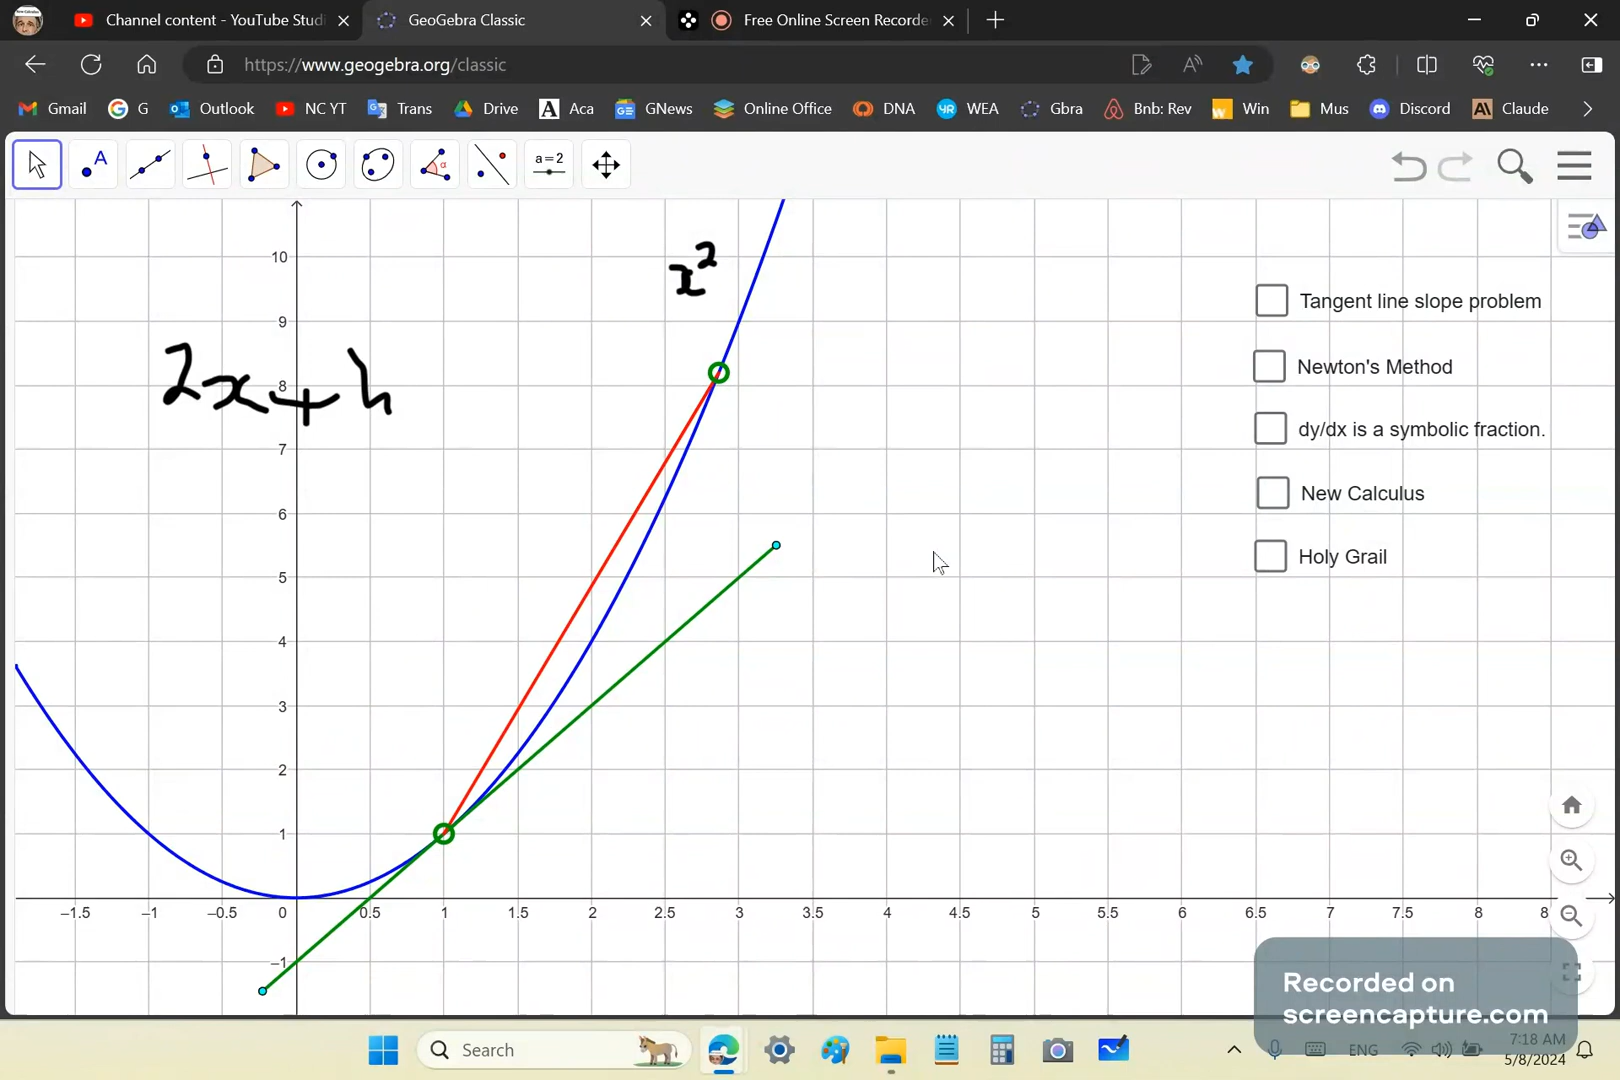 Channel content - YouTube Studi
GeoGebra Classic
Free Online Screen Recorde
https://www.geogebra.org/classic
Gmail
G
Outlook
NC YT
Trans
Drive
A Aca
GNews
Online Office
DNA
WEA
Gbra
Bnb: Rev
Win
Mus
Discord
Claude
A
α
a=2
10
9
8
7
6
5
4
3
2
1
-1
x²
2x+h
-1.5 -1 -0.5 0 0.5 1 1.5 2 2.5 3 3.5 4 4.5 5 5.5 6 6.5 7 7.5 8 8
Tangent line slope problem
Newton's Method
dy/dx is a symbolic fraction.
New Calculus
Holy Grail
Recorded on
screencapture.com
Search
ENG
7:18 AM
5/8/2024